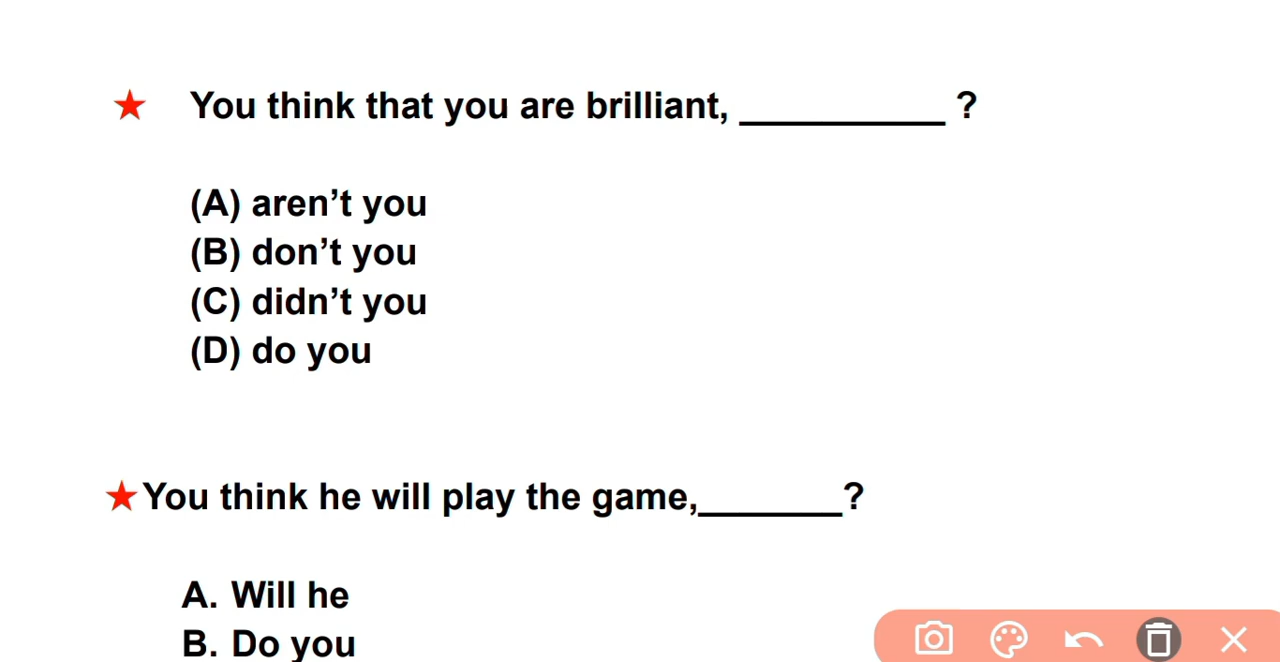 ★ You think that you are brilliant, __________ ?
(A) aren’t you
(B) don’t you
(C) didn’t you
(D) do you
★You think he will play the game,_______?
A. Will he
B. Do you